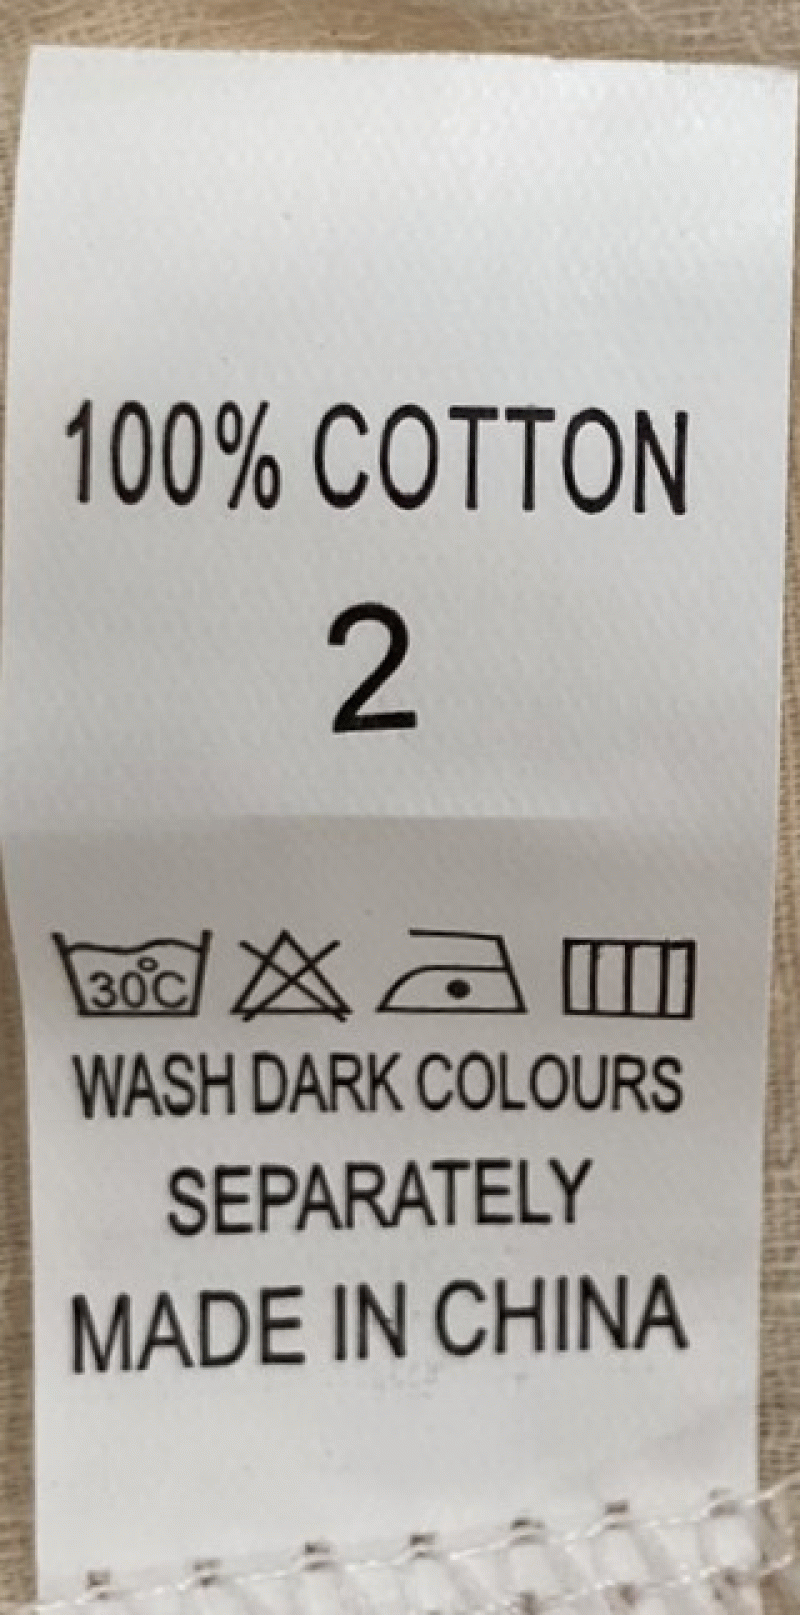 100% COTTON
2
30°C
WASH DARK COLOURS
SEPARATELY
MADE IN CHINA